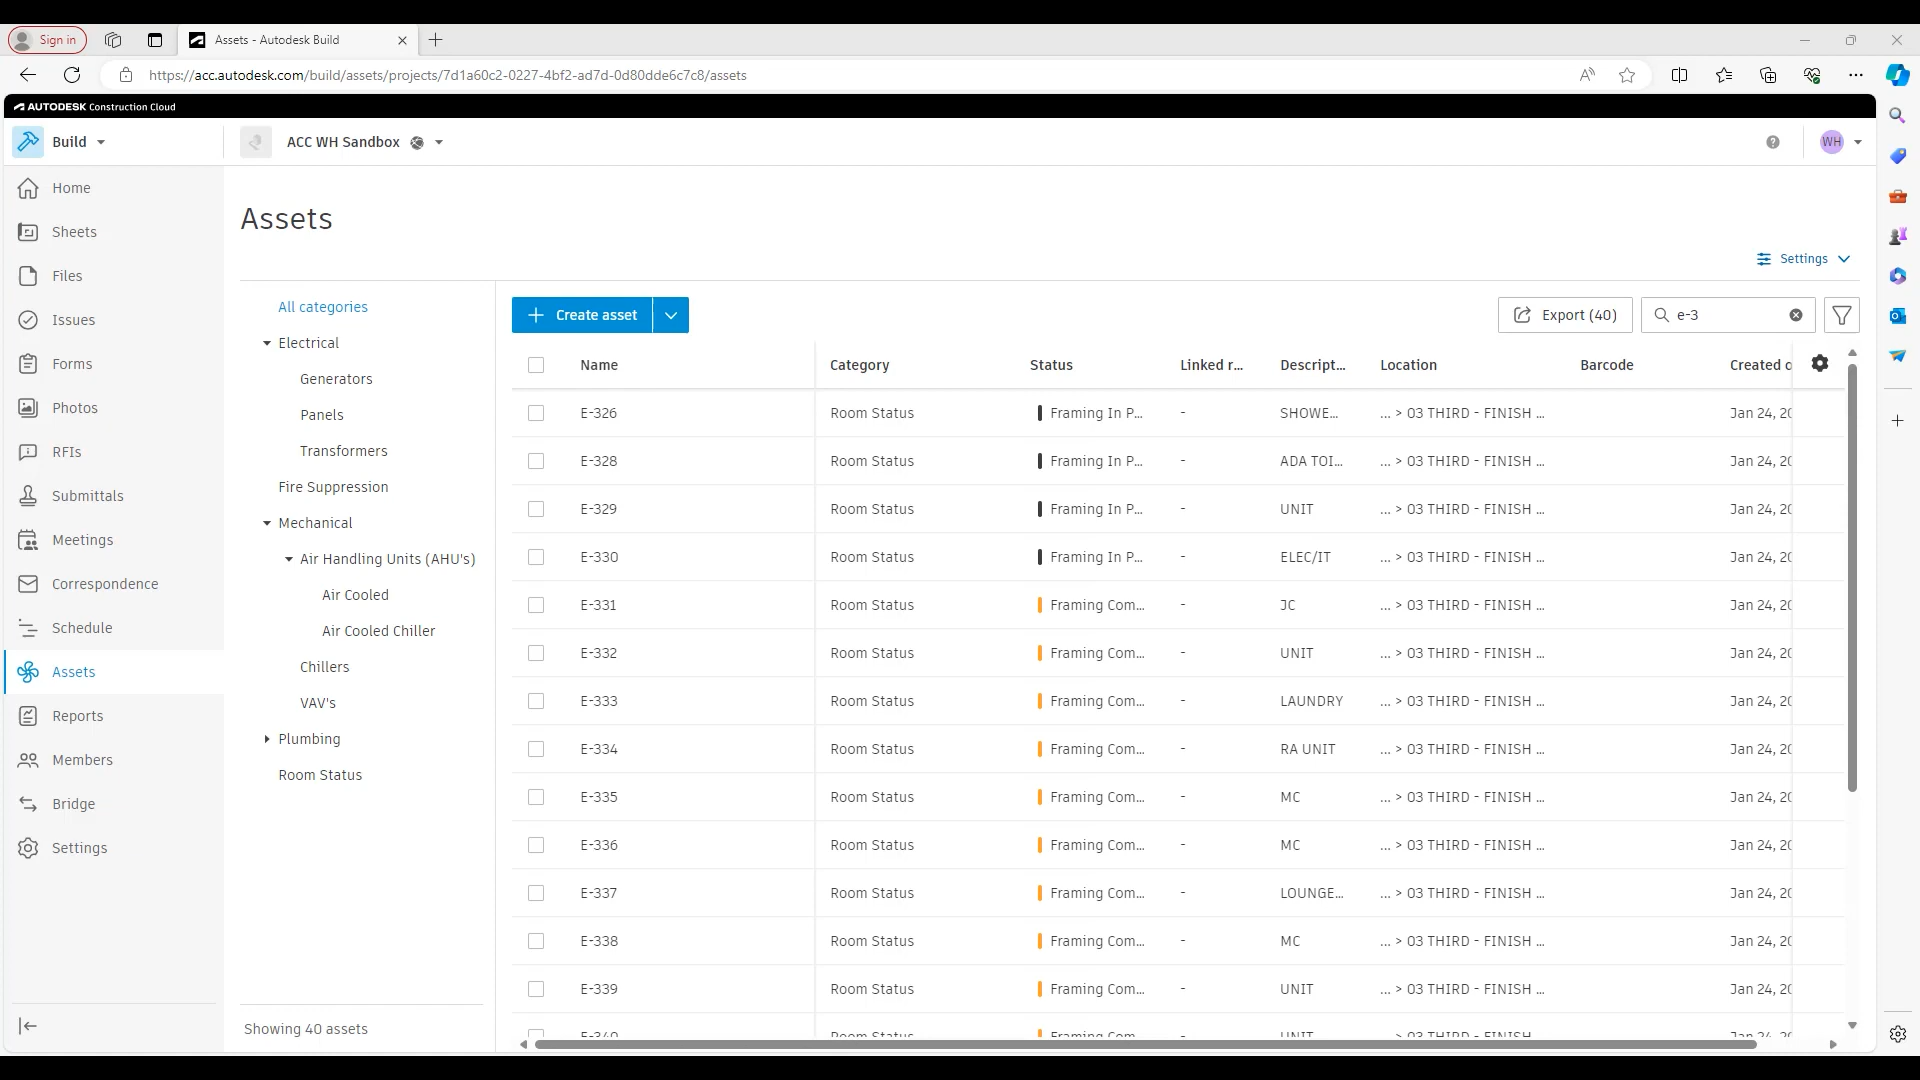 Sign in
Assets - Autodesk Build
https://acc.autodesk.com/build/assets/projects/7d1a60c2-0227-4bf2-ad7d-0d80dde6c7c8/assets
AUTODESK Construction Cloud
Build
ACC WH Sandbox
WH
Home
Sheets
Files
Issues
Forms
Photos
RFIs
Submittals
Meetings
Correspondence
Schedule
Assets
Reports
Members
Bridge
Settings
Assets
Settings
All categories
Electrical
Generators
Panels
Transformers
Fire Suppression
Mechanical
Air Handling Units (AHU's)
Air Cooled
Air Cooled Chiller
Chillers
VAV's
Plumbing
Room Status
Showing 40 assets
Create asset
Export (40)
e-3
Name Category Status Linked r... Descript... Location Barcode Created o
E-326 Room Status Framing In P... - SHOWE... ... > 03 THIRD - FINISH ... Jan 24, 20
E-328 Room Status Framing In P... - ADA TOI... ... > 03 THIRD - FINISH ... Jan 24, 20
E-329 Room Status Framing In P... - UNIT ... > 03 THIRD - FINISH ... Jan 24, 20
E-330 Room Status Framing In P... - ELEC/IT ... > 03 THIRD - FINISH ... Jan 24, 20
E-331 Room Status Framing Com... - JC ... > 03 THIRD - FINISH ... Jan 24, 20
E-332 Room Status Framing Com... - UNIT ... > 03 THIRD - FINISH ... Jan 24, 20
E-333 Room Status Framing Com... - LAUNDRY ... > 03 THIRD - FINISH ... Jan 24, 20
E-334 Room Status Framing Com... - RA UNIT ... > 03 THIRD - FINISH ... Jan 24, 20
E-335 Room Status Framing Com... - MC ... > 03 THIRD - FINISH ... Jan 24, 20
E-336 Room Status Framing Com... - MC ... > 03 THIRD - FINISH ... Jan 24, 20
E-337 Room Status Framing Com... - LOUNGE... ... > 03 THIRD - FINISH ... Jan 24, 20
E-338 Room Status Framing Com... - MC ... > 03 THIRD - FINISH ... Jan 24, 20
E-339 Room Status Framing Com... - UNIT ... > 03 THIRD - FINISH ... Jan 24, 20
E-340 Room Status Framing Com... - UNIT ... > 03 THIRD - FINISH ... Jan 24, 20